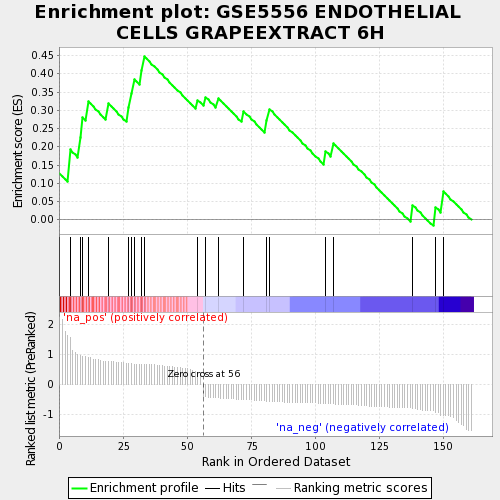 Enrichment plot: GSE5556 ENDOTHELIAL
CELLS GRAPEEXTRACT 6H
Enrichment score (ES)
0.45
0.40
0.35
0.30
0.25
0.20
0.15
0.10
0.05
0.00
'na_pos' (positively correlated)
Ranked list metric (PreRanked)
2
1
0
-1
Zero cross at 56
'na_neg' (negatively correlated)
0 25 50 75 100 125 150
Rank in Ordered Dataset
Enrichment profile Hits Ranking metric scores